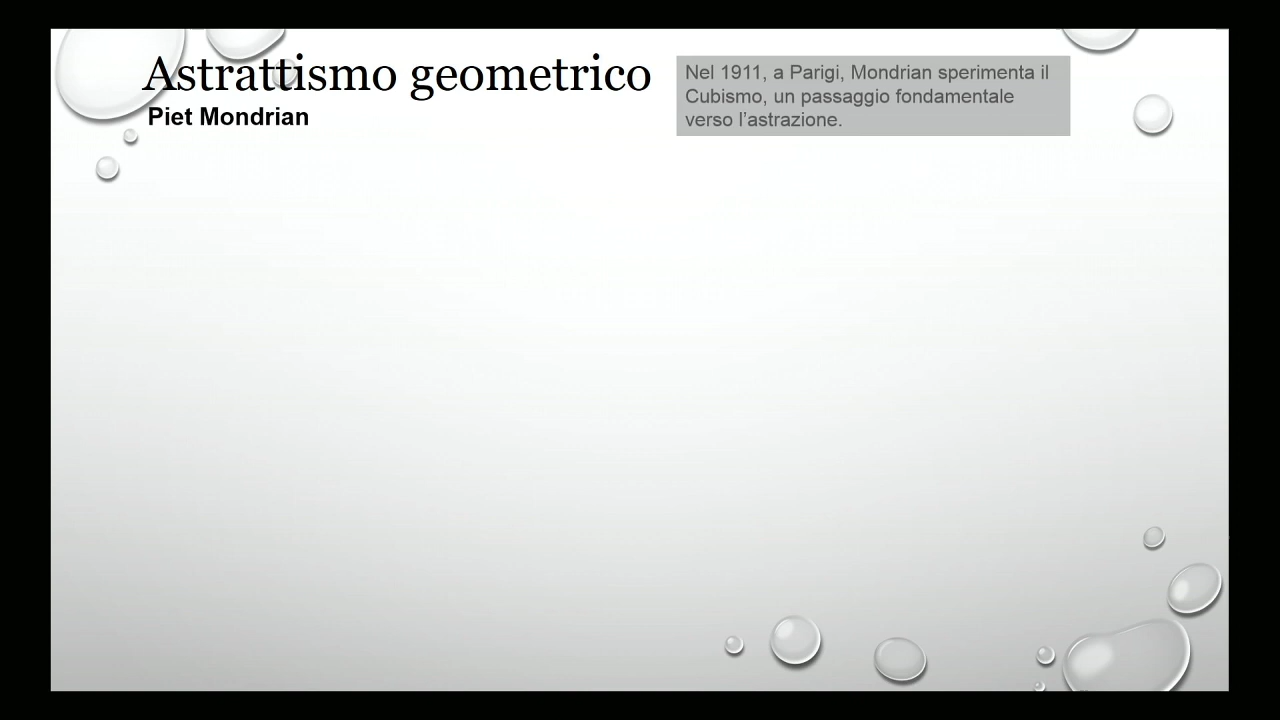 Astrattismo geometrico
Piet Mondrian
Nel 1911, a Parigi, Mondrian sperimenta il
Cubismo, un passaggio fondamentale
verso l’astrazione.